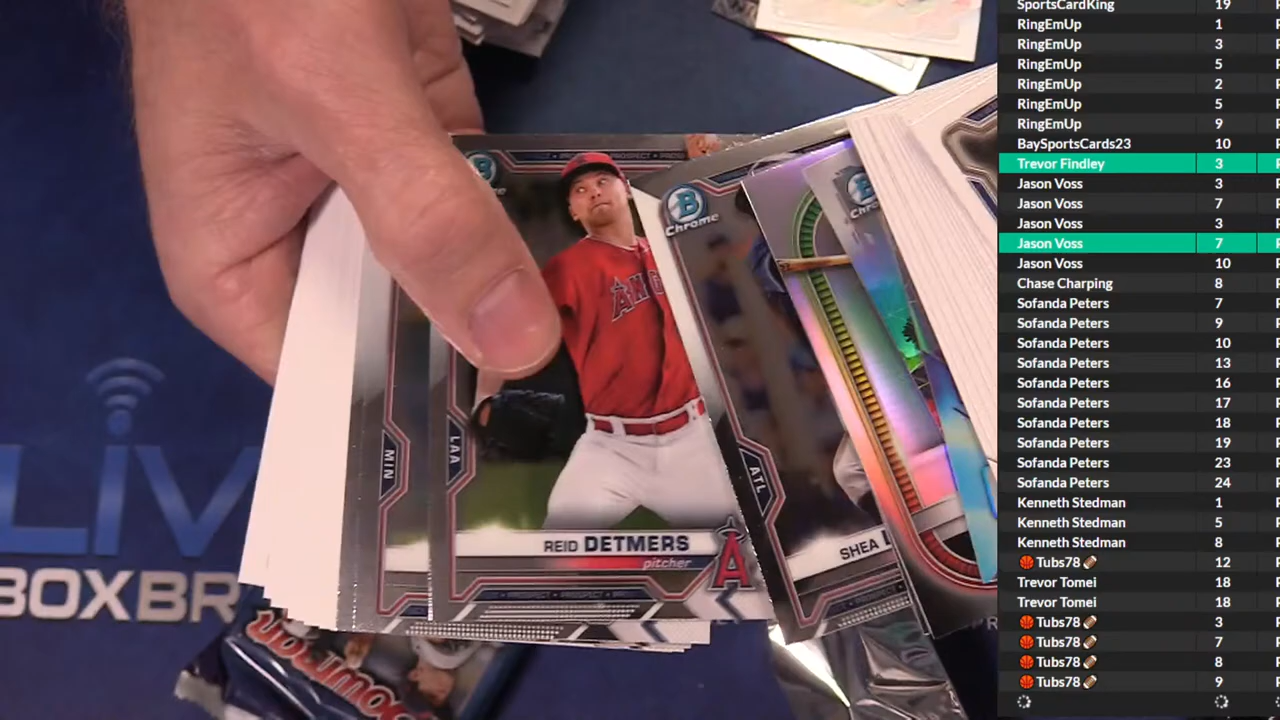 SportsCardKing 19
RingEmUp 1
RingEmUp 3
RingEmUp 5
RingEmUp 2
RingEmUp 5
RingEmUp 9
BaySportsCards23 10
Trevor Findley 3
Jason Voss 3
Jason Voss 7
Jason Voss 3
Jason Voss 7
Jason Voss 10
Chase Charping 8
Sofanda Peters 7
Sofanda Peters 9
Sofanda Peters 10
Sofanda Peters 13
Sofanda Peters 16
Sofanda Peters 17
Sofanda Peters 18
Sofanda Peters 19
Sofanda Peters 23
Sofanda Peters 24
Kenneth Stedman 1
Kenneth Stedman 5
Kenneth Stedman 8
🏀 Tubs78 🏈 12
Trevor Tomei 18
Trevor Tomei 18
🏀 Tubs78 🏈 3
🏀 Tubs78 🏈 7
🏀 Tubs78 🏈 8
🏀 Tubs78 🏈 9
B
Chrome
MIN
LAA
ATL
REID DETMERS
pitcher
A
SHEA
PROSPECT
LIV
BOXBR